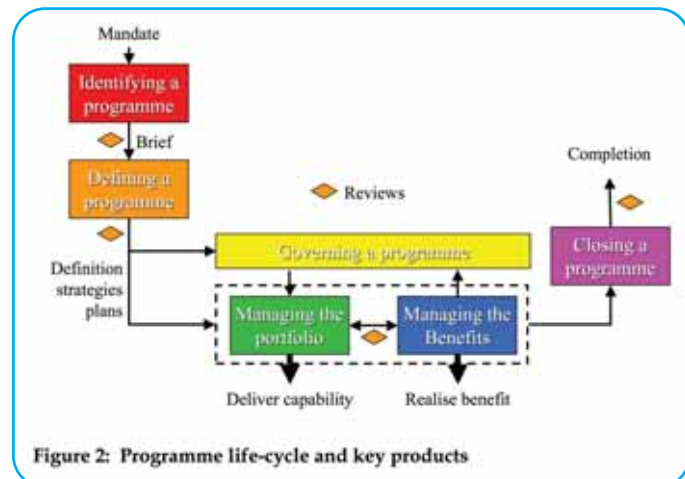 Mandate
Identifying a
programme
Brief
Defining a
programme
Reviews
Completion
Definition
strategies
plans
Governing a programme
Closing a
programme
Managing the
portfolio
Managing the
Benefits
Deliver capability
Realise benefit
Figure 2: Programme life-cycle and key products